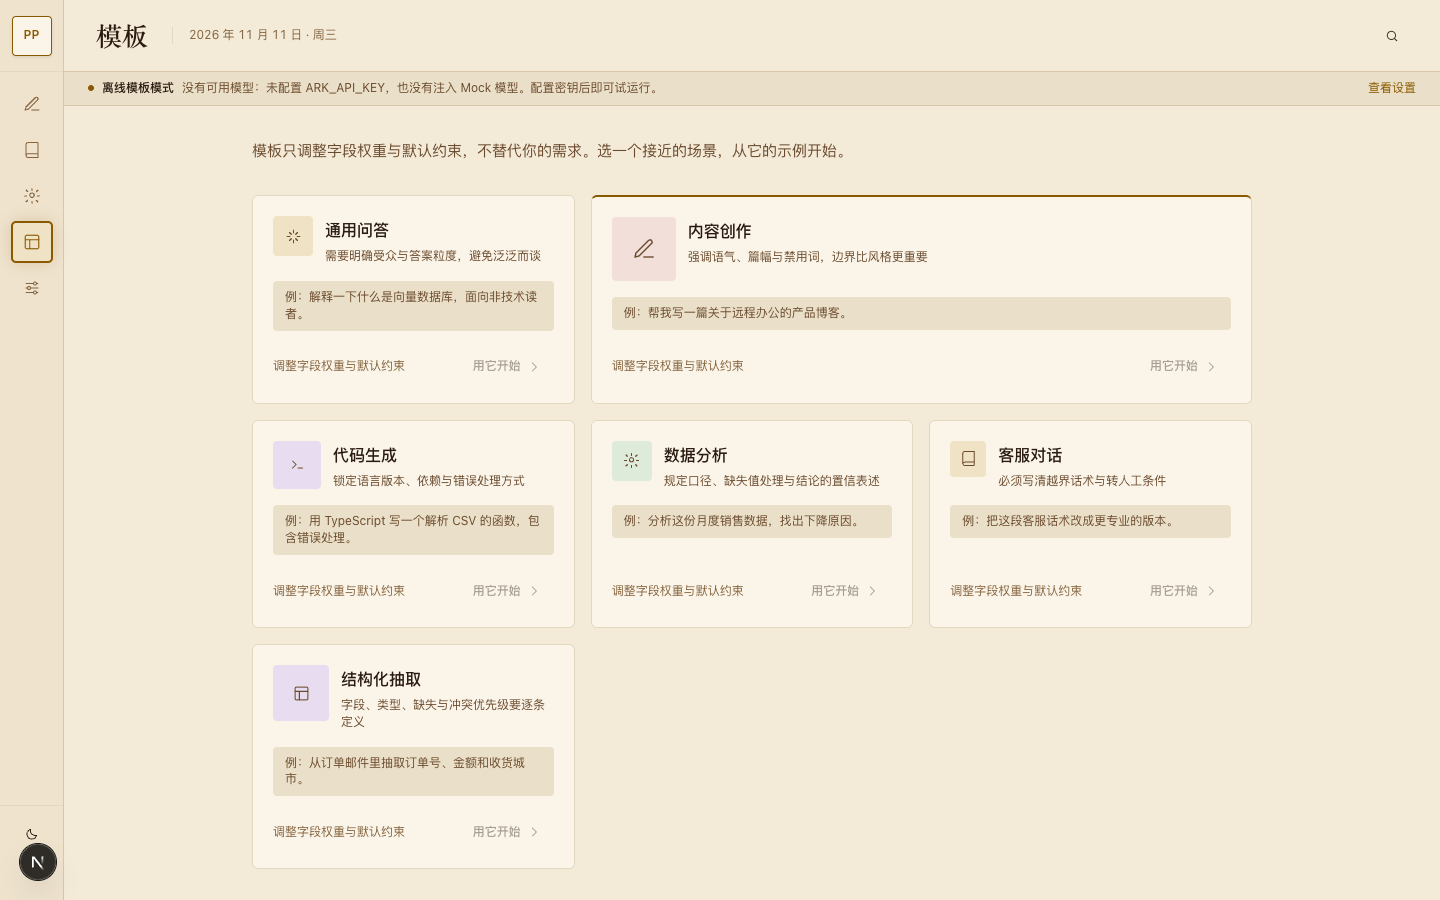 PP
模板
2026 年 11 月 11 日 · 周三
离线模板模式 没有可用模型：未配置 ARK_API_KEY，也没有注入 Mock 模型。配置密钥后即可试运行。
查看设置
模板只调整字段权重与默认约束，不替代你的需求。选一个接近的场景，从它的示例开始。
通用问答
需要明确受众与答案粒度，避免泛泛而谈
例：解释一下什么是向量数据库，面向非技术读
者。
调整字段权重与默认约束
用它开始
内容创作
强调语气、篇幅与禁用词，边界比风格更重要
例：帮我写一篇关于远程办公的产品博客。
调整字段权重与默认约束
用它开始
代码生成
锁定语言版本、依赖与错误处理方式
例：用 TypeScript 写一个解析 CSV 的函数，包
含错误处理。
调整字段权重与默认约束
用它开始
数据分析
规定口径、缺失值处理与结论的置信表述
例：分析这份月度销售数据，找出下降原因。
调整字段权重与默认约束
用它开始
客服对话
必须写清越界话术与转人工条件
例：把这段客服话术改成更专业的版本。
调整字段权重与默认约束
用它开始
结构化抽取
字段、类型、缺失与冲突优先级要逐条
定义
例：从订单邮件里抽取订单号、金额和收货城
市。
调整字段权重与默认约束
用它开始
N